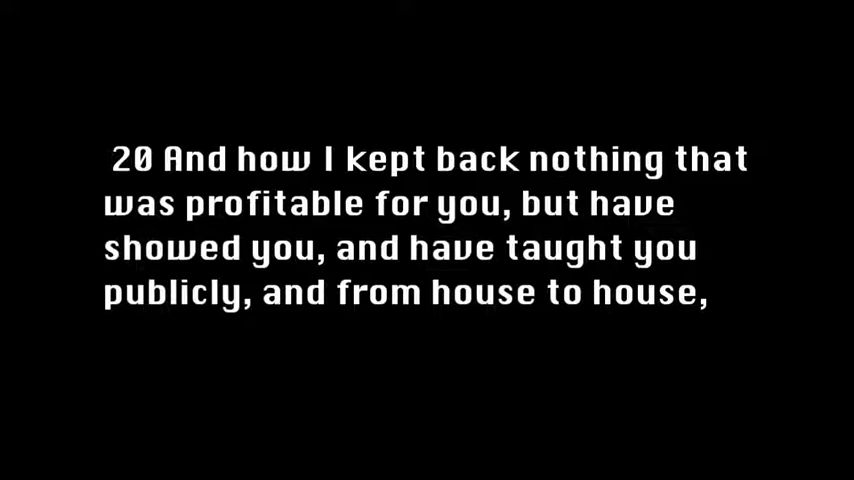 20 And how I kept back nothing that
was profitable for you, but have
showed you, and have taught you
publicly, and from house to house,